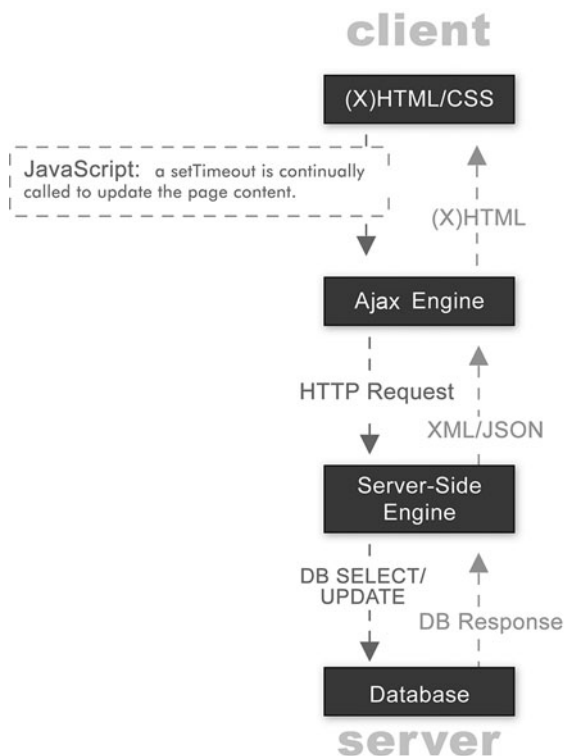 client
(X)HTML/CSS
JavaScript: a setTimeout is continually
called to update the page content.
(X)HTML
Ajax Engine
HTTP Request
XML/JSON
Server-Side
Engine
DB SELECT/
UPDATE
DB Response
Database
server